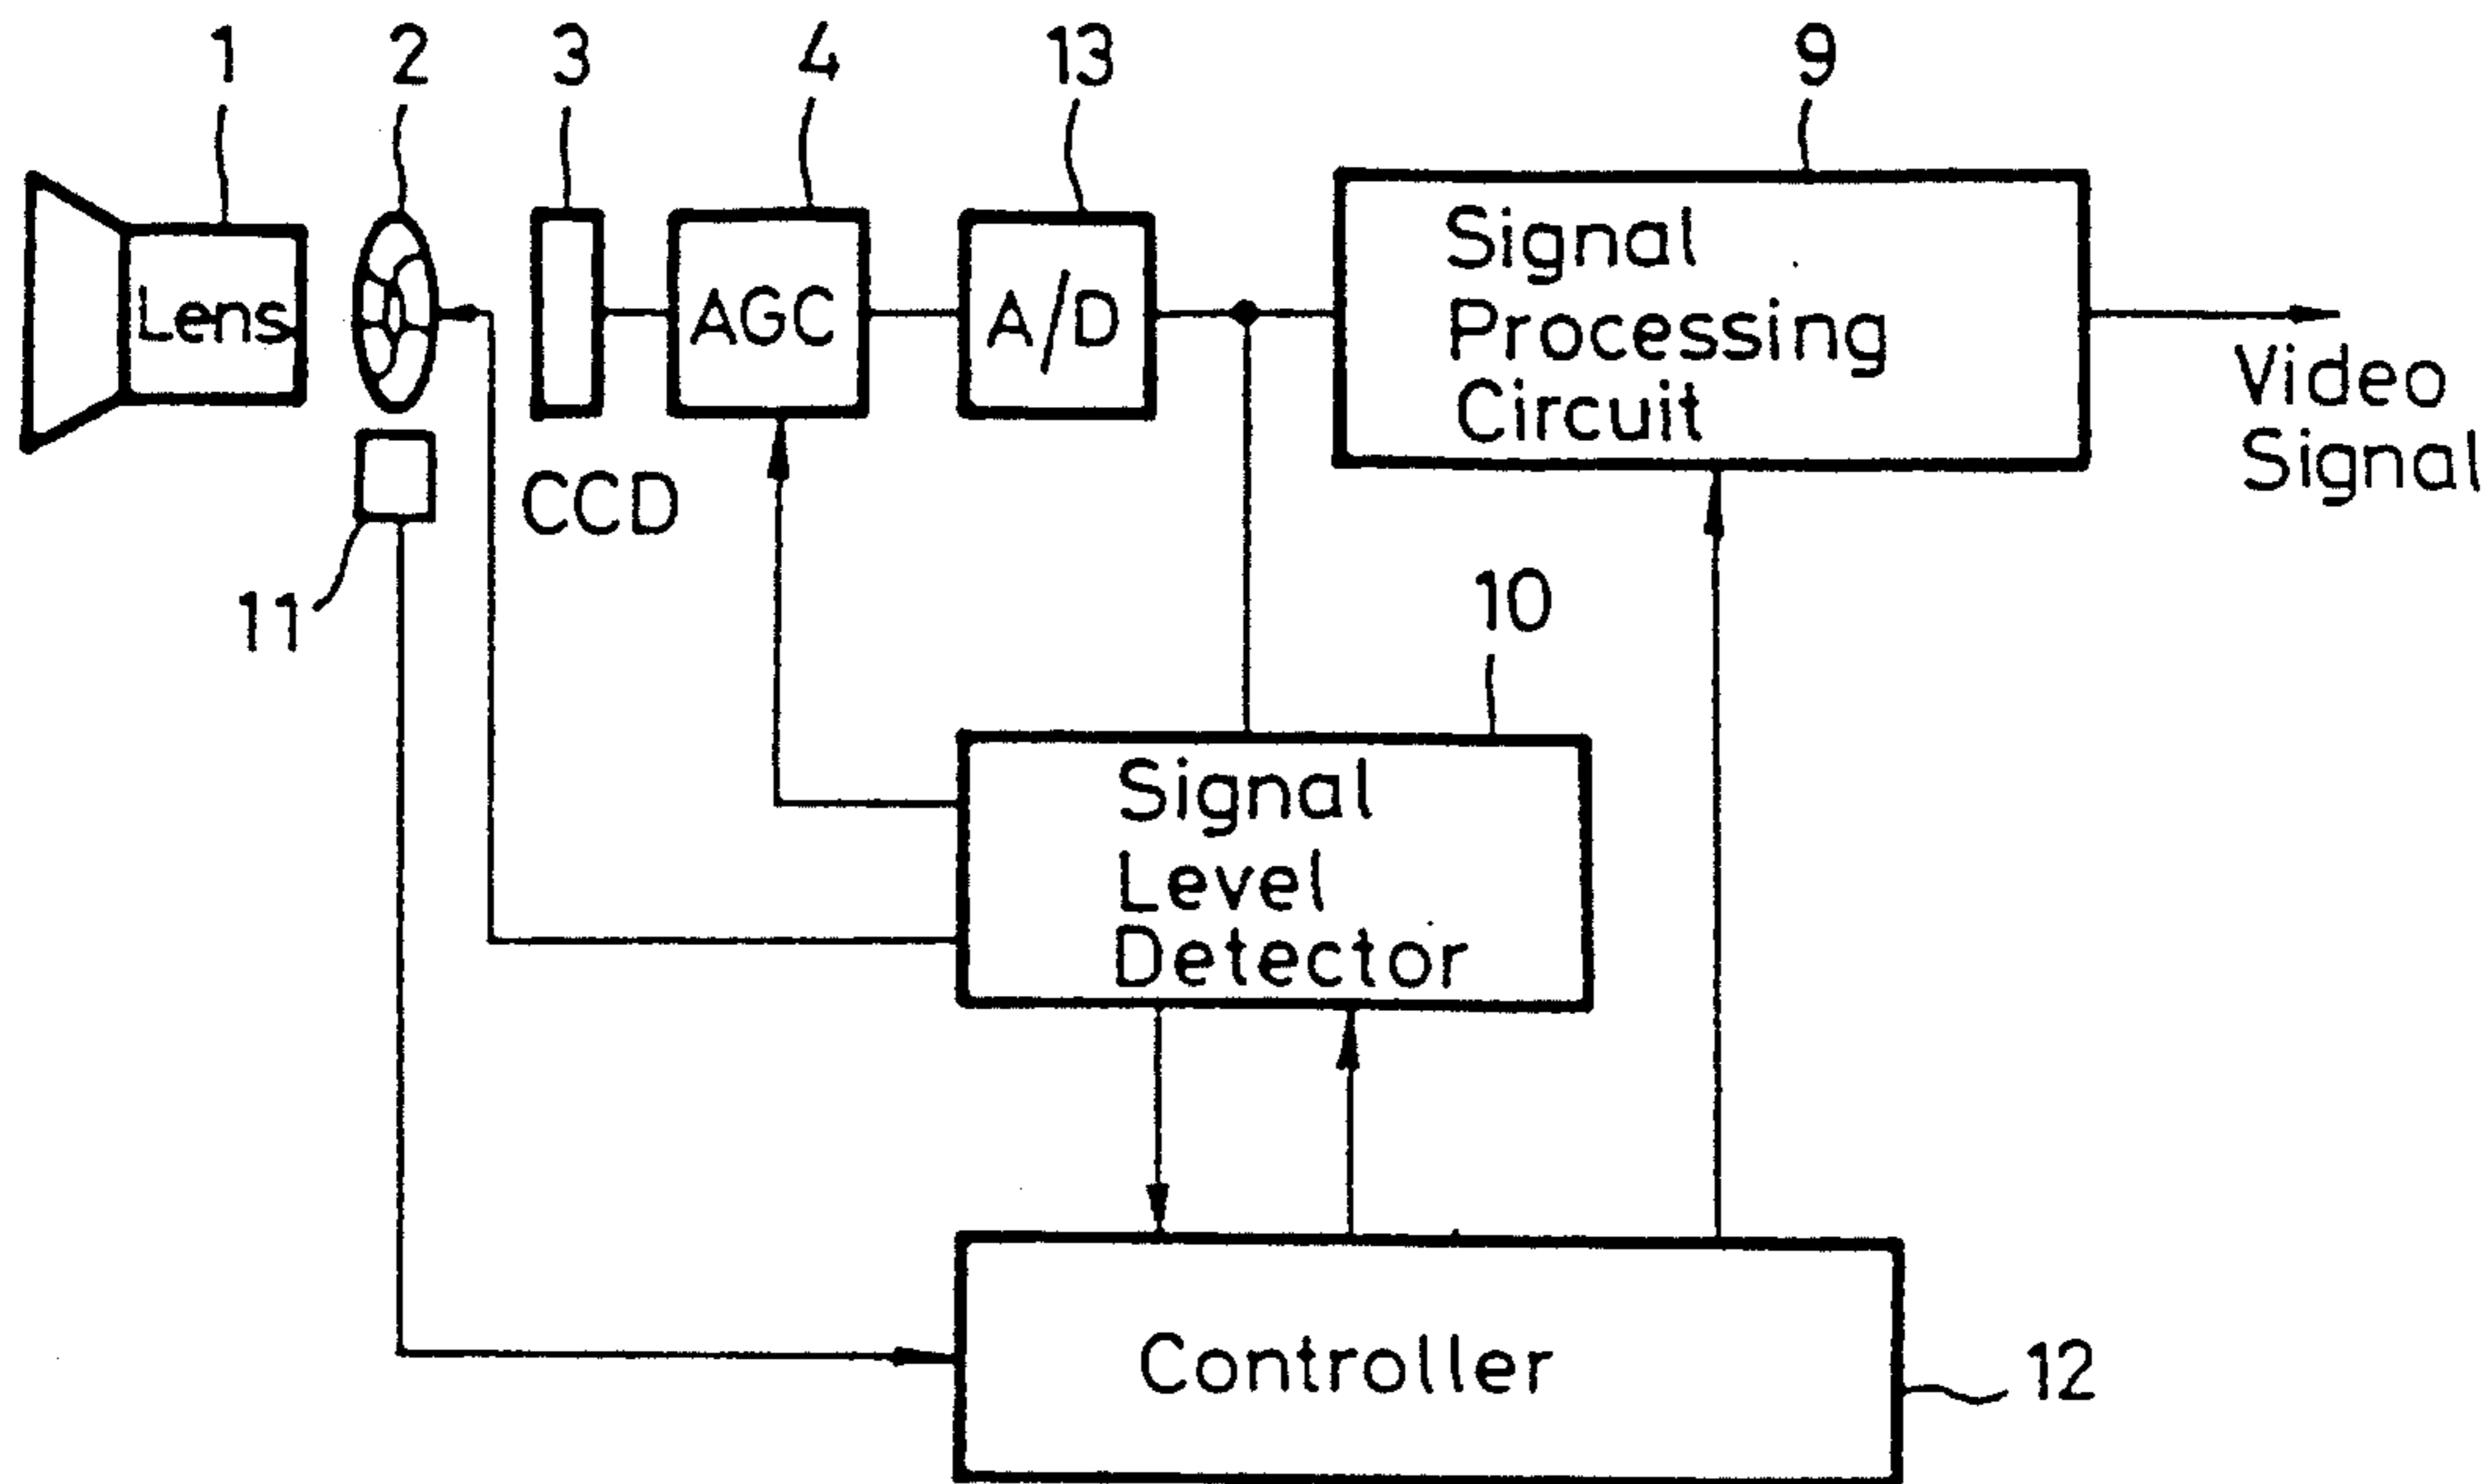 1
2
3
4
13
9
Lens
AGC
A/D
Signal
Processing
Circuit
Video
Signal
CCD
11
10
Signal
Level
Detector
Controller
12